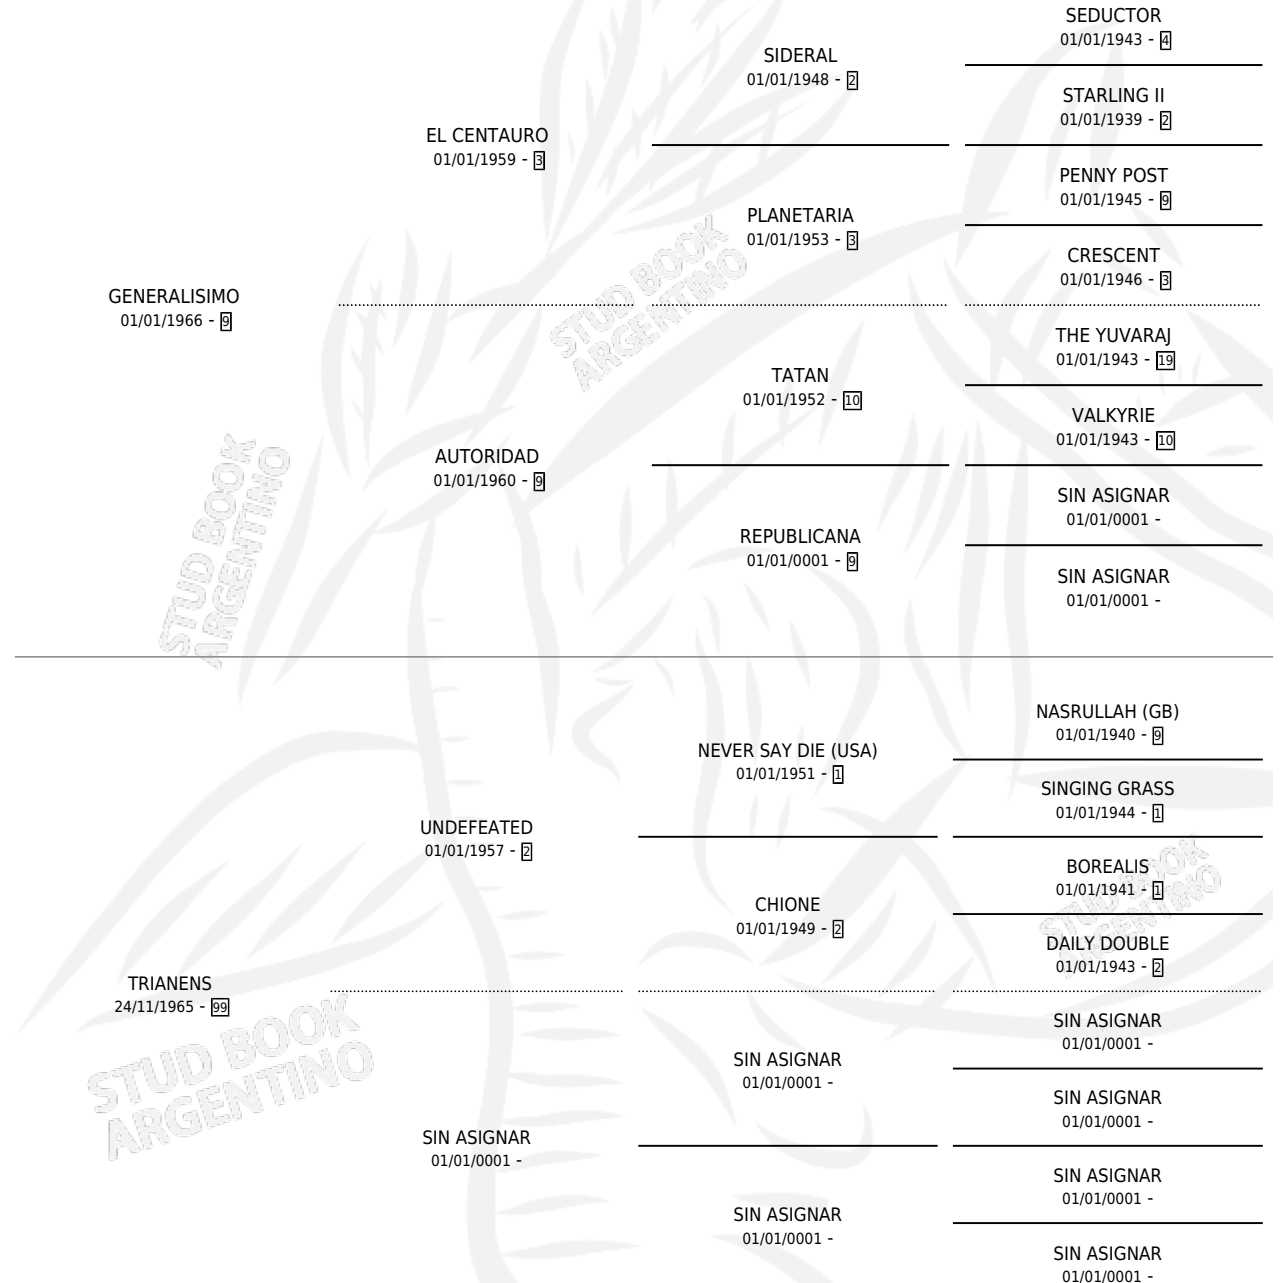 SEDUCTOR
01/01/1943 - 4
SIDERAL
01/01/1948 - 2
STARLING II
01/01/1939 - 2
EL CENTAURO
01/01/1959 - 3
PENNY POST
01/01/1945 - 9
PLANETARIA
01/01/1953 - 3
CRESCENT
01/01/1946 - 3
GENERALISIMO
01/01/1966 - 9
THE YUVARAJ
01/01/1943 - 19
TATAN
01/01/1952 - 10
VALKYRIE
01/01/1943 - 10
AUTORIDAD
01/01/1960 - 9
SIN ASIGNAR
01/01/0001 -
REPUBLICANA
01/01/0001 - 9
SIN ASIGNAR
01/01/0001 -
STUD BOOK
ARGENTINO
STUD BOOK
ARGENTINO
NASRULLAH (GB)
01/01/1940 - 9
NEVER SAY DIE (USA)
01/01/1951 - 1
SINGING GRASS
01/01/1944 - 1
UNDEFEATED
01/01/1957 - 2
BOREALIS
01/01/1941 - 1
CHIONE
01/01/1949 - 2
DAILY DOUBLE
01/01/1943 - 2
TRIANENS
24/11/1965 - 99
SIN ASIGNAR
01/01/0001 -
SIN ASIGNAR
01/01/0001 -
SIN ASIGNAR
01/01/0001 -
SIN ASIGNAR
01/01/0001 -
SIN ASIGNAR
01/01/0001 -
SIN ASIGNAR
01/01/0001 -
SIN ASIGNAR
01/01/0001 -
STUD BOOK
ARGENTINO
STUD BOOK
ARGENTINO